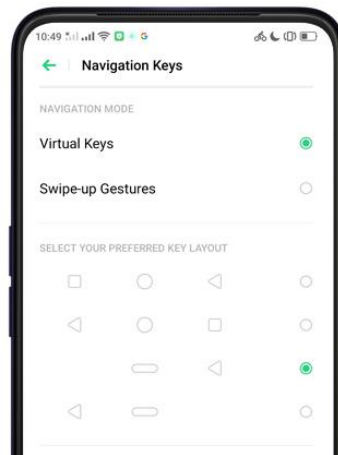 10:49
Navigation Keys
NAVIGATION MODE
Virtual Keys
Swipe-up Gestures
SELECT YOUR PREFERRED KEY LAYOUT